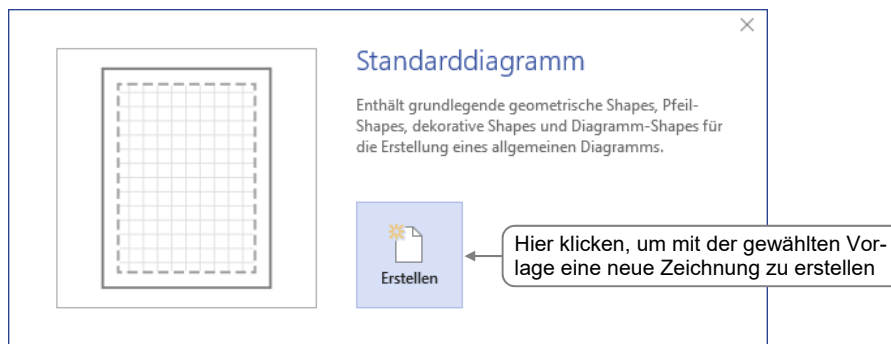 Standarddiagramm
Enthält grundlegende geometrische Shapes, Pfeil-
Shapes, dekorative Shapes und Diagramm-Shapes für
die Erstellung eines allgemeinen Diagramms.
Erstellen
Hier klicken, um mit der gewählten Vor-
lage eine neue Zeichnung zu erstellen